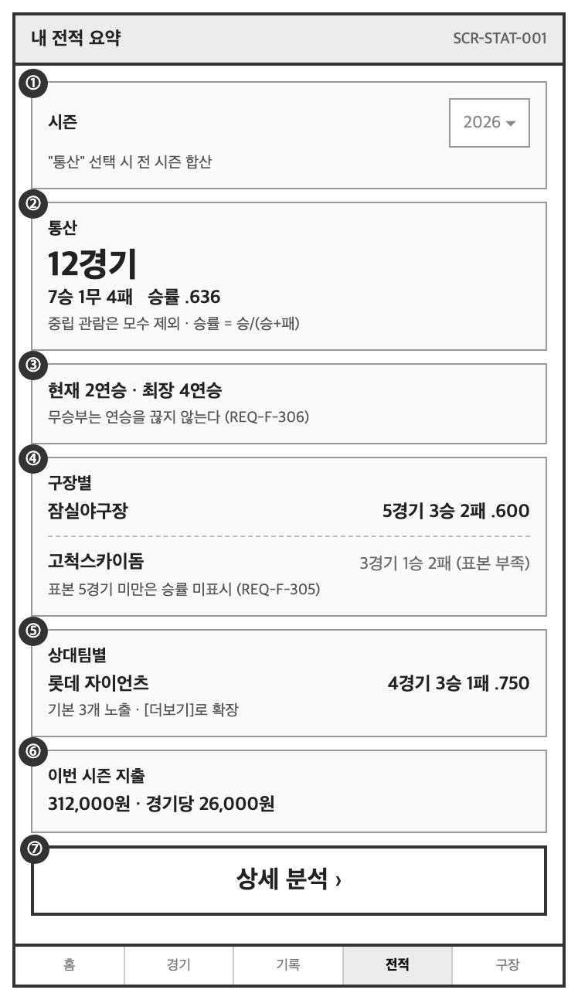 내 전적 요약 SCR-STAT-001
①
시즌 2026
"통산" 선택 시 전 시즌 합산
②
통산
12경기
7승 1무 4패 승률 .636
중립 관람은 모수 제외 · 승률 = 승/(승+패)
③
현재 2연승 · 최장 4연승
무승부는 연승을 끊지 않는다 (REQ-F-306)
④
구장별
잠실야구장 5경기 3승 2패 .600
고척스카이돔 3경기 1승 2패 (표본 부족)
표본 5경기 미만은 승률 미표시 (REQ-F-305)
⑤
상대팀별
롯데 자이언츠 4경기 3승 1패 .750
기본 3개 노출 · [더보기]로 확장
⑥
이번 시즌 지출
312,000원 · 경기당 26,000원
⑦
상세 분석 ›
홈 경기 기록 전적 구장